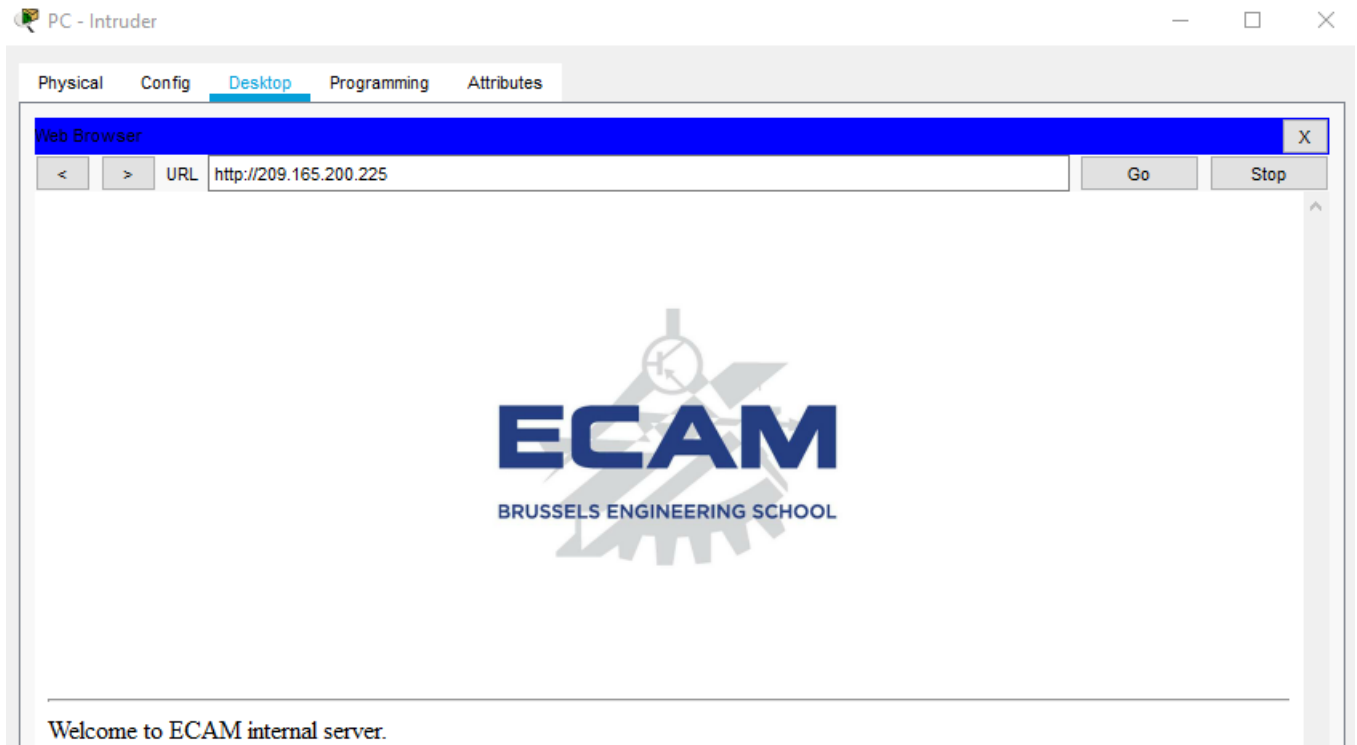 PC - Intruder
Physical Config Desktop Programming Attributes
Web Browser X
< > URL http://209.165.200.225 Go Stop
ECAM
BRUSSELS ENGINEERING SCHOOL
Welcome to ECAM internal server.